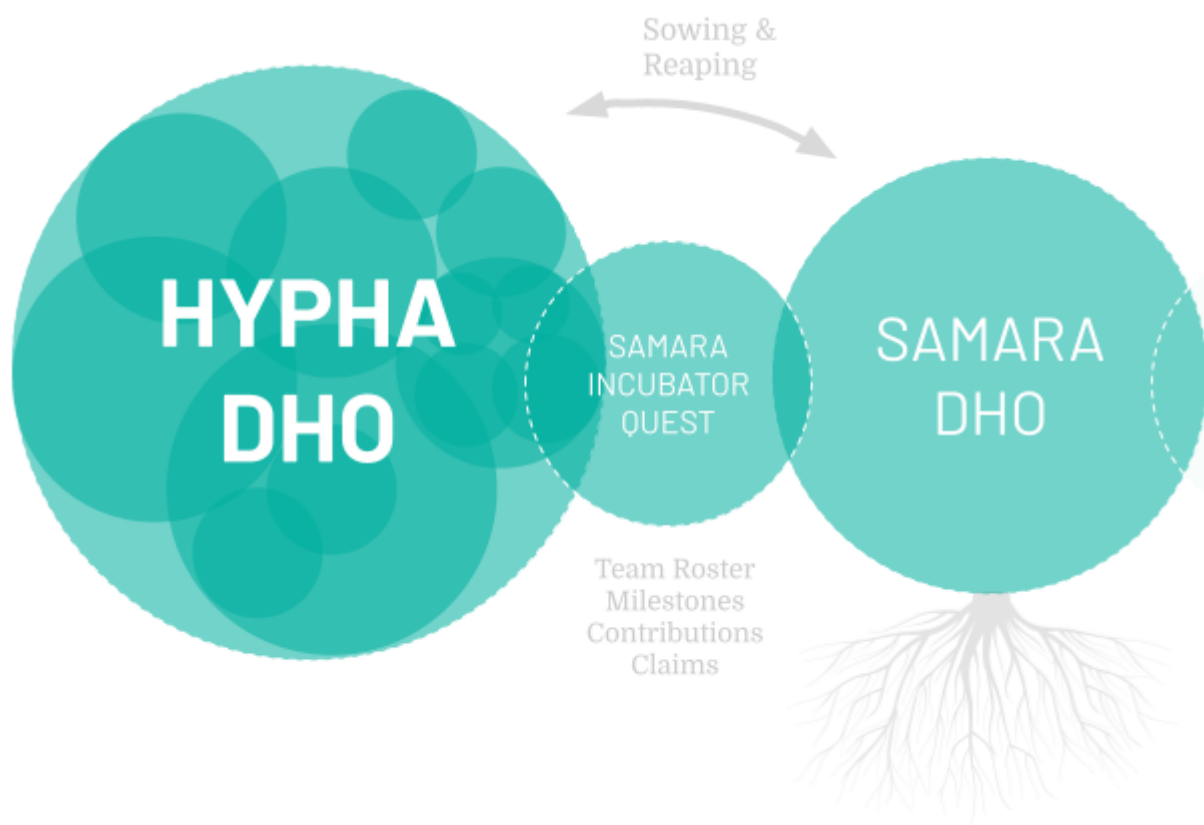 Sowing &
Reaping
HYPHA
DHO
SAMARA
INCUBATOR
QUEST
SAMARA
DHO
Team Roster
Milestones
Contributions
Claims